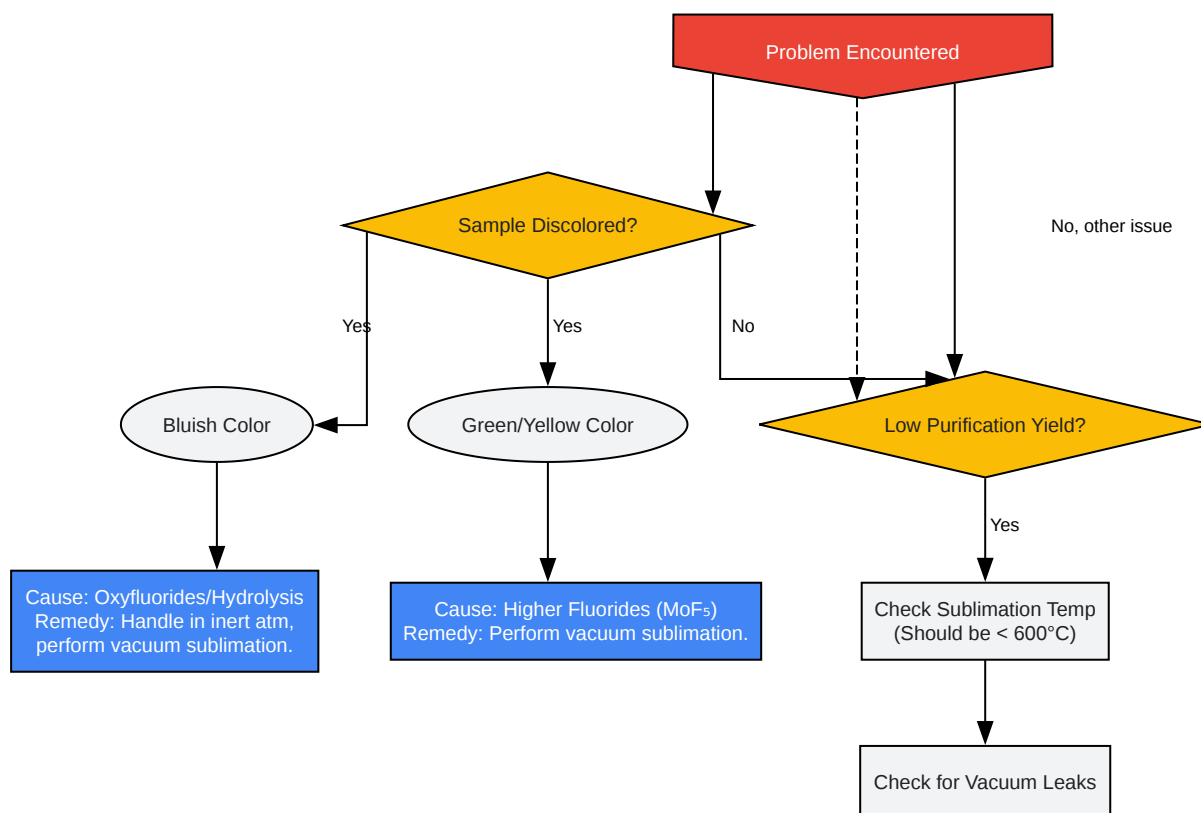 Problem Encountered
Sample Discolored?
No, other issue
Yes
Yes
No
Bluish Color
Green/Yellow Color
Low Purification Yield?
Yes
Cause: Oxyfluorides/Hydrolysis
Remedy: Handle in inert atm,
perform vacuum sublimation.
Cause: Higher Fluorides (MoF₅)
Remedy: Perform vacuum sublimation.
Check Sublimation Temp
(Should be < 600°C)
Check for Vacuum Leaks